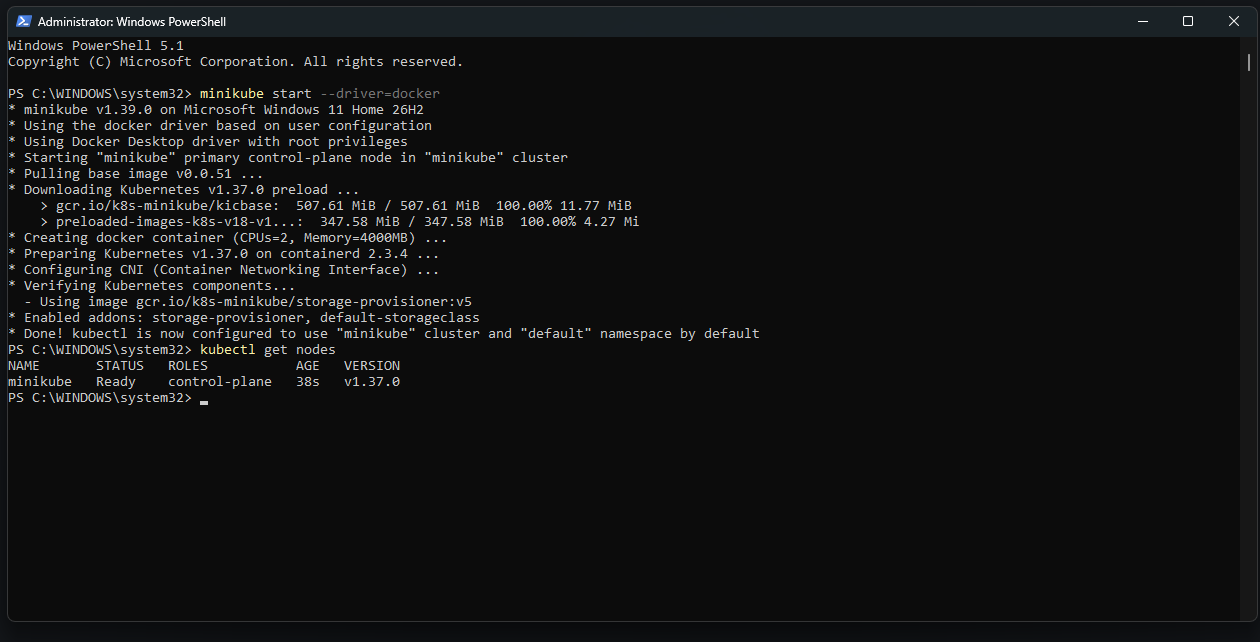 Administrator: Windows PowerShell
Windows PowerShell 5.1
Copyright (C) Microsoft Corporation. All rights reserved.
PS C:\WINDOWS\system32> minikube start --driver=docker
* minikube v1.39.0 on Microsoft Windows 11 Home 26H2
* Using the docker driver based on user configuration
* Using Docker Desktop driver with root privileges
* Starting "minikube" primary control-plane node in "minikube" cluster
* Pulling base image v0.0.51 ...
* Downloading Kubernetes v1.37.0 preload ...
    > gcr.io/k8s-minikube/kicbase:  507.61 MiB / 507.61 MiB  100.00% 11.77 MiB
    > preloaded-images-k8s-v18-v1...:  347.58 MiB / 347.58 MiB  100.00% 4.27 Mi
* Creating docker container (CPUs=2, Memory=4000MB) ...
* Preparing Kubernetes v1.37.0 on containerd 2.3.4 ...
* Configuring CNI (Container Networking Interface) ...
* Verifying Kubernetes components...
  - Using image gcr.io/k8s-minikube/storage-provisioner:v5
* Enabled addons: storage-provisioner, default-storageclass
* Done! kubectl is now configured to use "minikube" cluster and "default" namespace by default
PS C:\WINDOWS\system32> kubectl get nodes
NAME       STATUS   ROLES           AGE   VERSION
minikube   Ready    control-plane   38s   v1.37.0
PS C:\WINDOWS\system32>